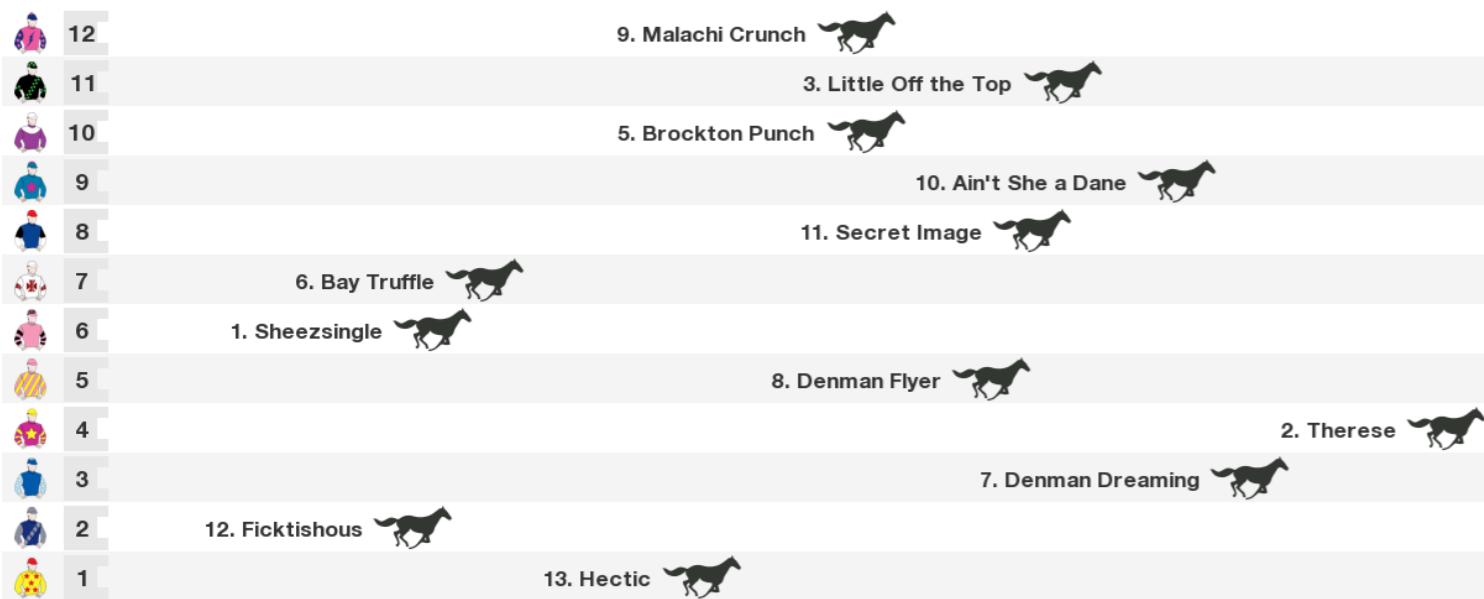 12 9. Malachi Crunch
11 3. Little Off the Top
10 5. Brockton Punch
9 10. Ain't She a Dane
8 11. Secret Image
7 6. Bay Truffle
6 1. Sheezsingle
5 8. Denman Flyer
4 2. Therese
3 7. Denman Dreaming
2 12. Ficktishous
1 13. Hectic